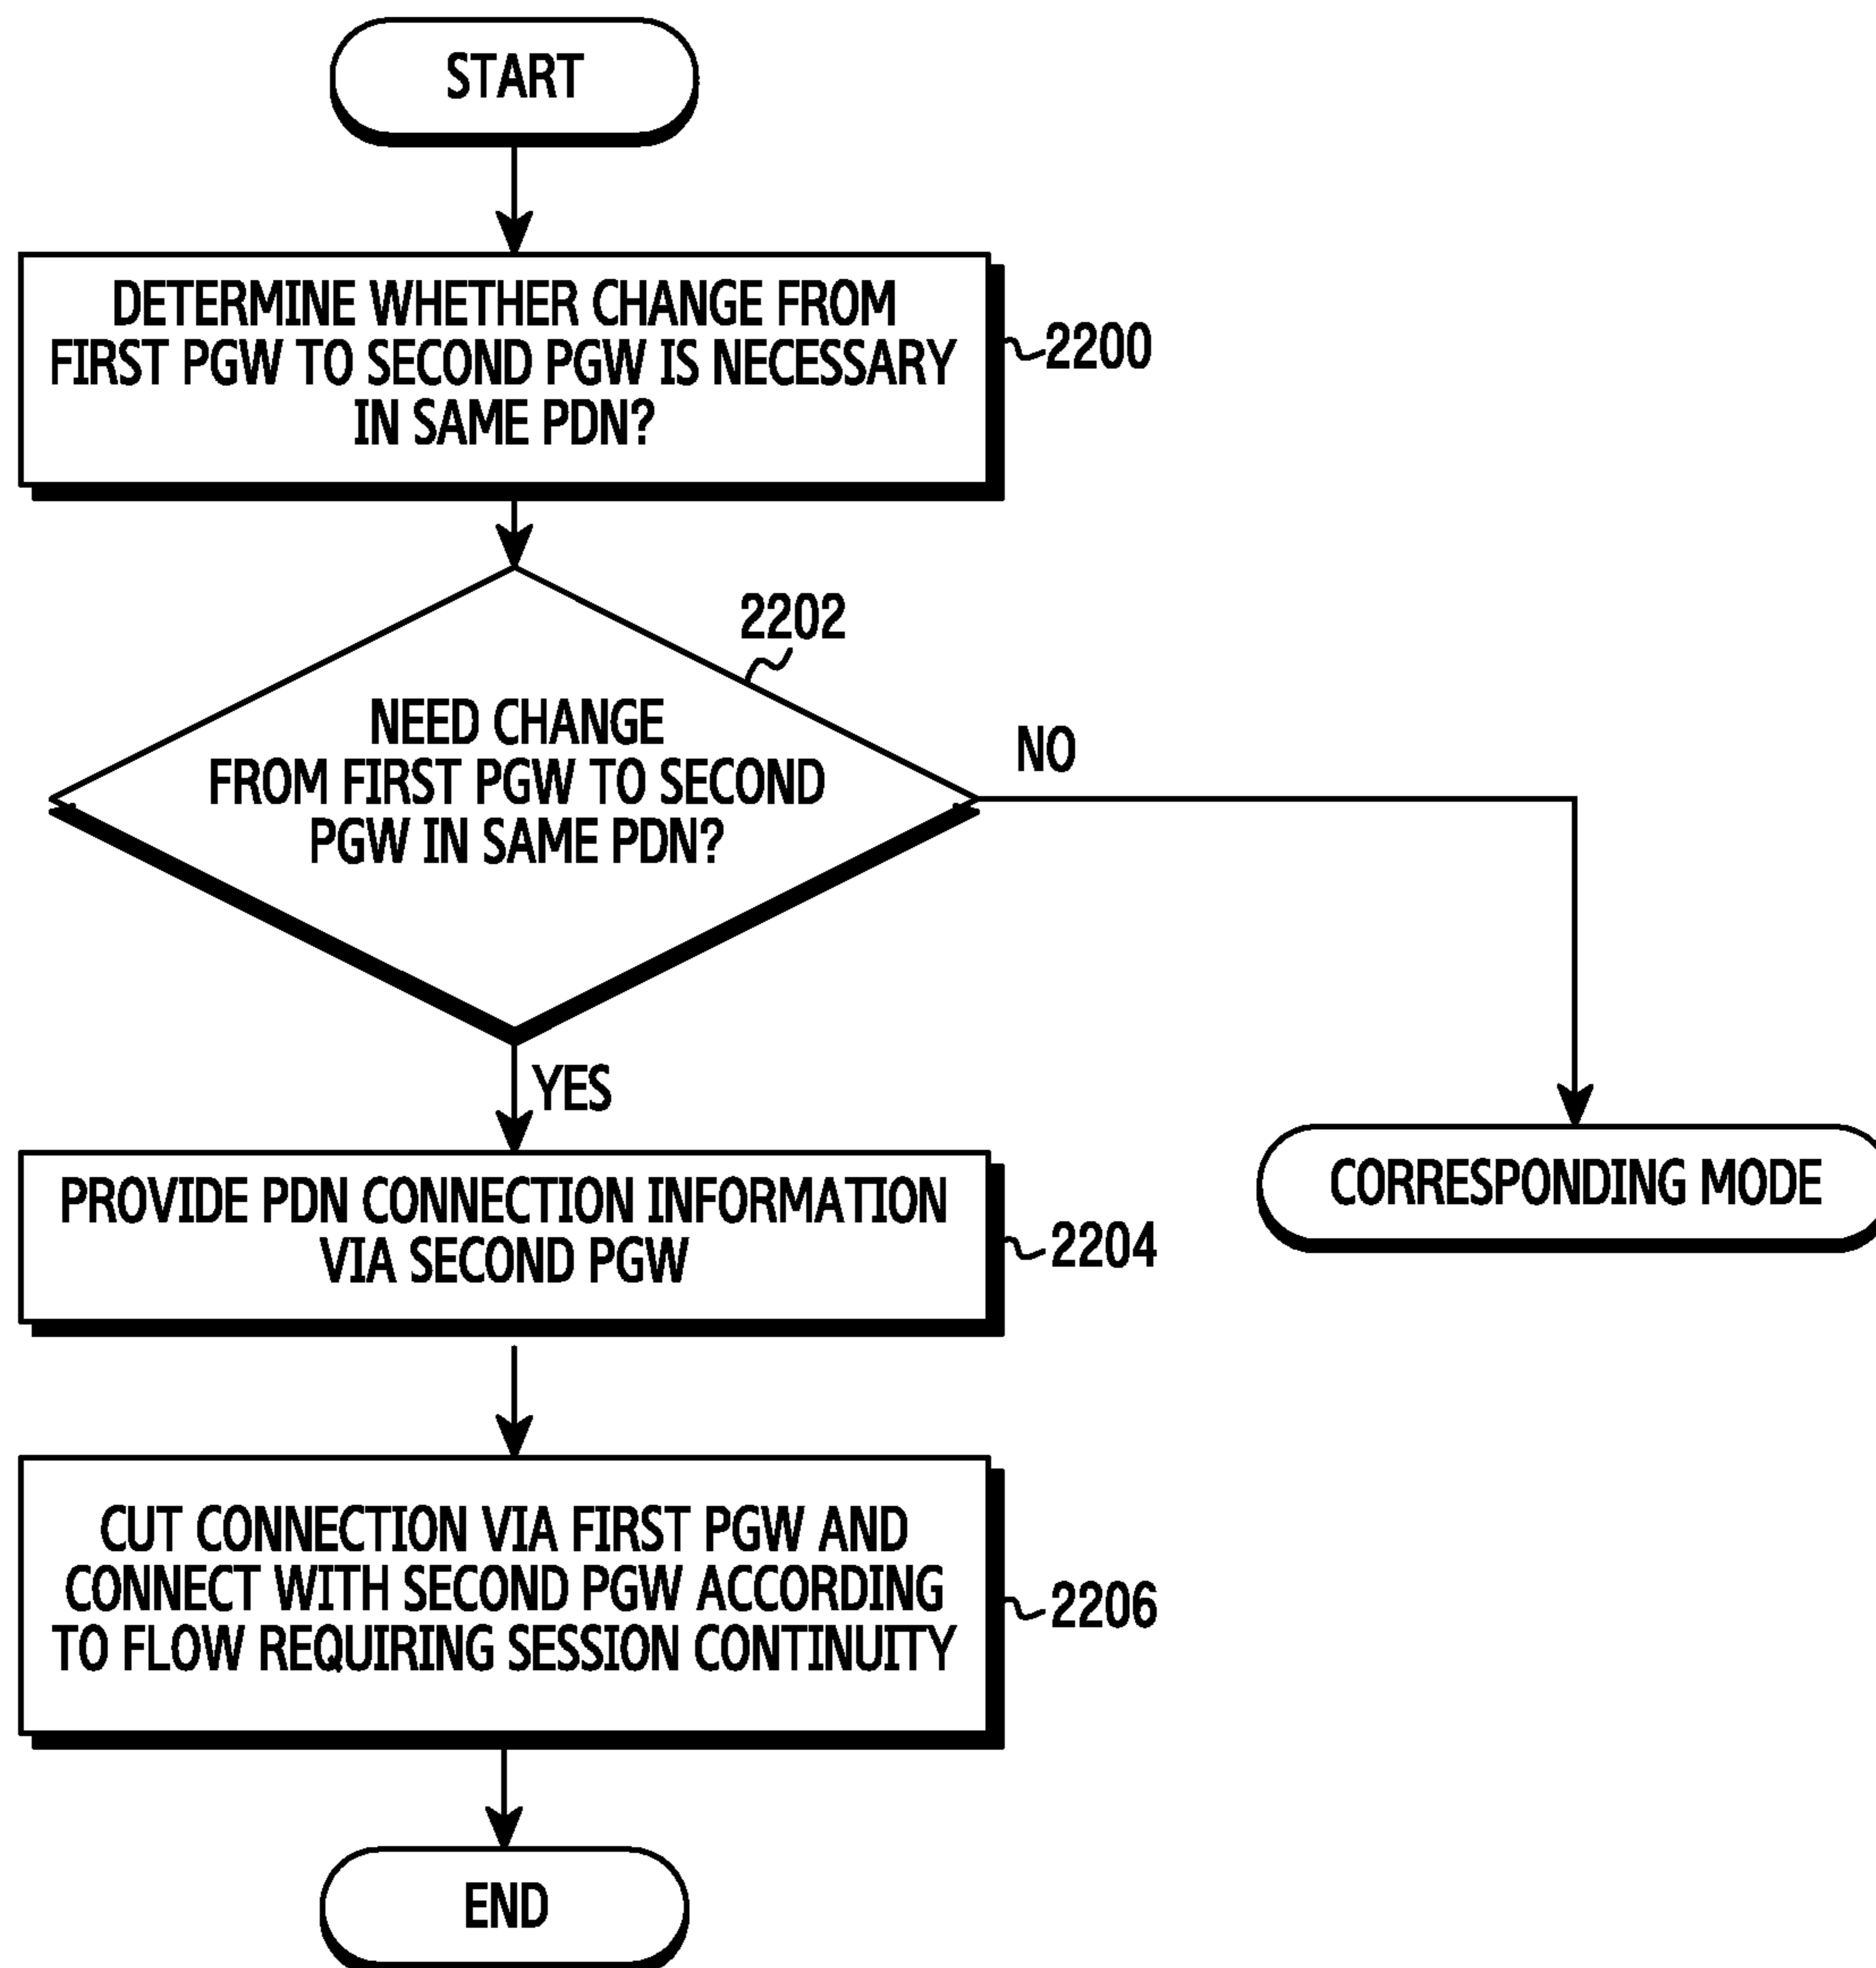 START
DETERMINE WHETHER CHANGE FROM
FIRST PGW TO SECOND PGW IS NECESSARY
IN SAME PDN?
2200
2202
NEED CHANGE
FROM FIRST PGW TO SECOND
PGW IN SAME PDN?
NO
YES
PROVIDE PDN CONNECTION INFORMATION
VIA SECOND PGW
2204
CORRESPONDING MODE
CUT CONNECTION VIA FIRST PGW AND
CONNECT WITH SECOND PGW ACCORDING
TO FLOW REQUIRING SESSION CONTINUITY
2206
END